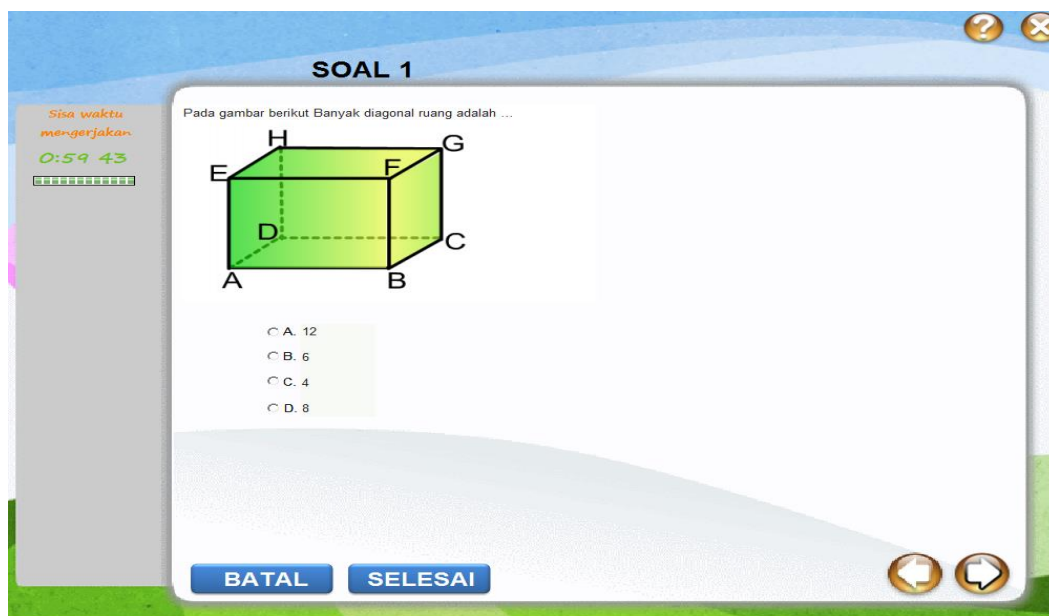 SOAL 1
Sisa waktu
mengerjakan
0:59 43
Pada gambar berikut Banyak diagonal ruang adalah ...
H
G
E
F
D
C
A
B
A. 12
B. 6
C. 4
D. 8
BATAL
SELESAI
?